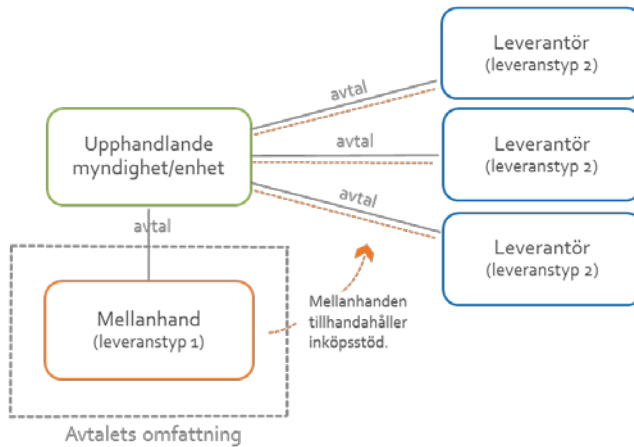 Leverantör
(leveranstyp 2)
avtal
Upphandlande
myndighet/enhet
avtal
Leverantör
(leveranstyp 2)
avtal
Leverantör
(leveranstyp 2)
avtal
Mellanhand
(leveranstyp 1)
Mellanhanden
tillhandahåller
inköpsstöd.
Avtalets omfattning